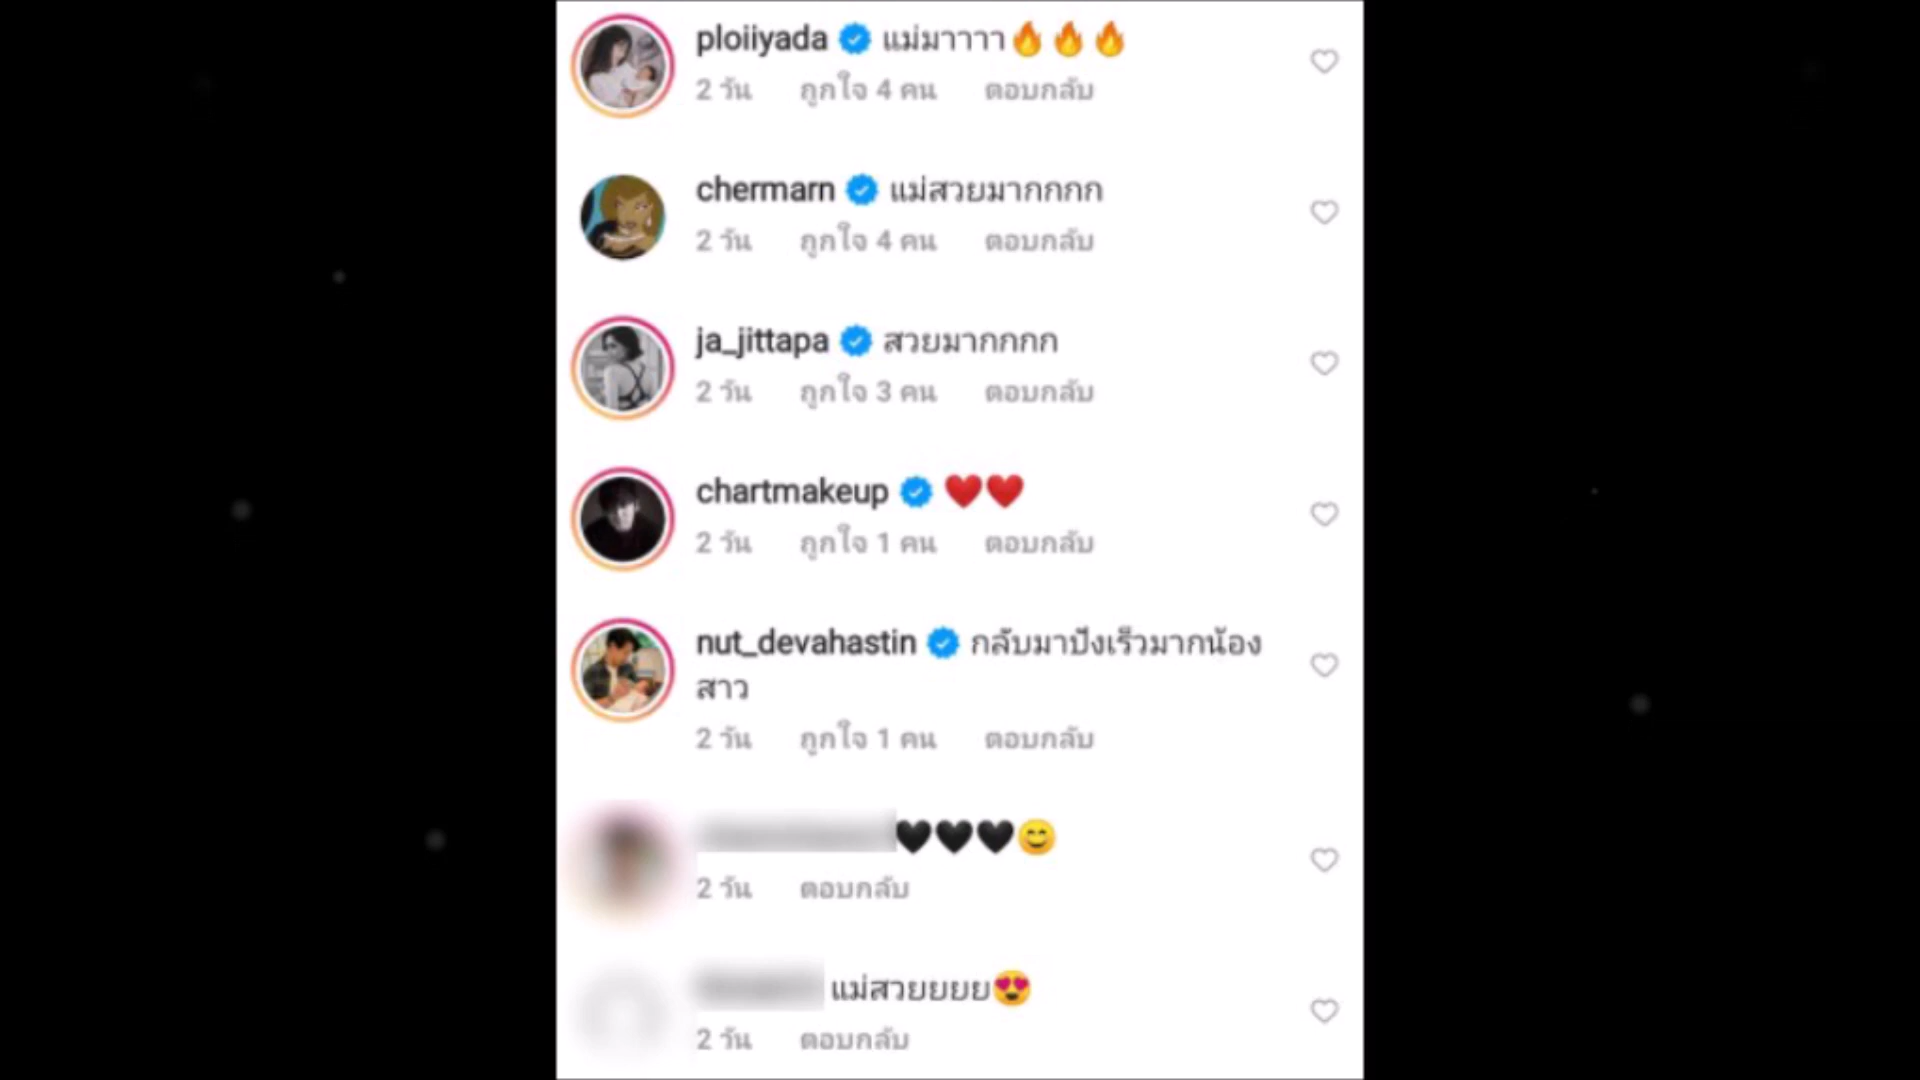 ploiiyada แม่มาาาา🔥🔥🔥
2 วัน ถูกใจ 4 คน ตอบกลับ
chermarn แม่สวยมากกกก
2 วัน ถูกใจ 4 คน ตอบกลับ
ja_jittapa สวยมากกกก
2 วัน ถูกใจ 3 คน ตอบกลับ
chartmakeup ❤️❤️
2 วัน ถูกใจ 1 คน ตอบกลับ
nut_devahastin กลับมาปังเร็วมากน้อง
สาว
2 วัน ถูกใจ 1 คน ตอบกลับ
🖤🖤🖤😊
2 วัน ตอบกลับ
แม่สวยยยย😍
2 วัน ตอบกลับ